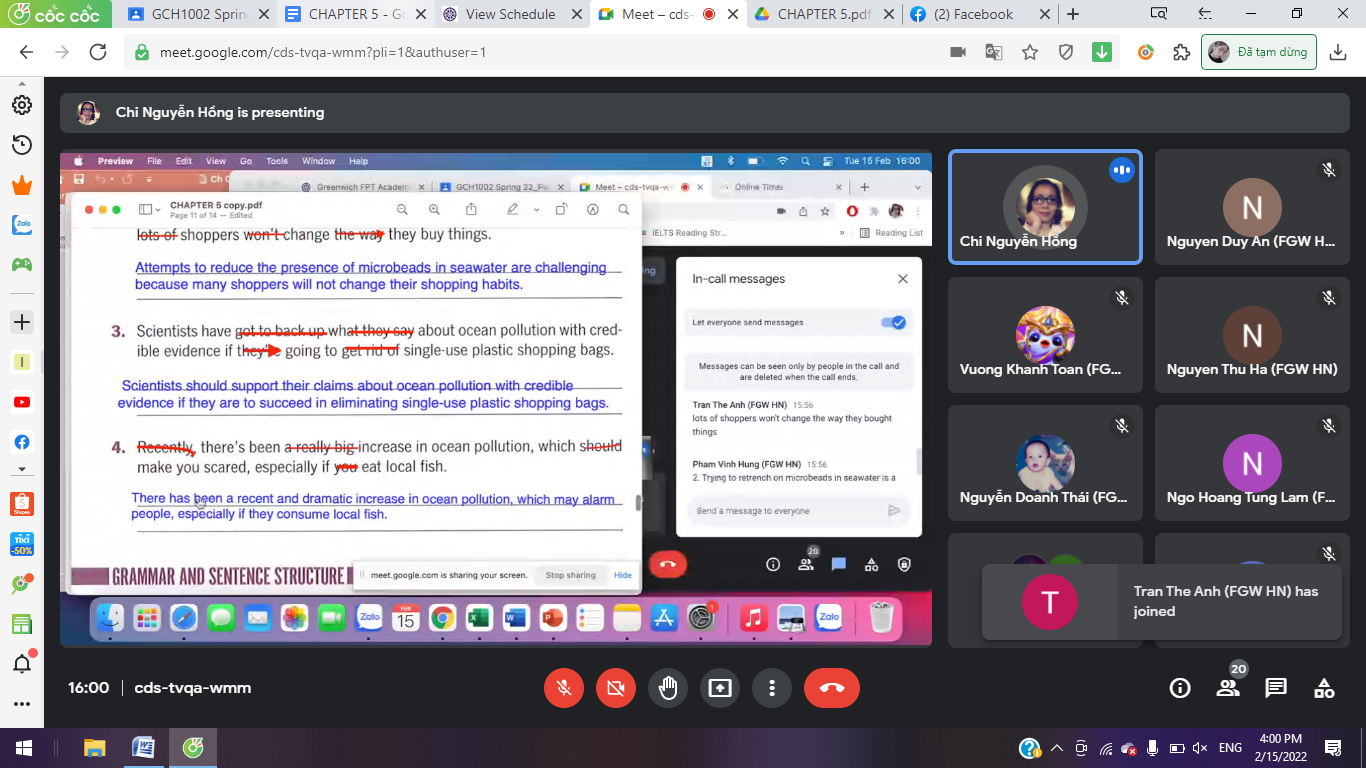 CỐC CỐC
GCH1002 Sprin
CHAPTER 5 - Go
View Schedule
Meet – cds-
CHAPTER 5.pdf
(2) Facebook
meet.google.com/cds-tvqa-wmm?pli=1&authuser=1
Đã tạm dừng
Chi Nguyễn Hồng is presenting
Preview File Edit View Go Tools Window Help
Tue 15 Feb 16:00
Greenwich FPT Academ
GCH1002 Spring 22_Pa
Meet – cds-tvqa-w
Online Timer
CHAPTER 5 copy.pdf
Page 11 of 14 — Edited
IELTS Reading Str...
Reading List
lots of shoppers won't change the way they buy things.
Attempts to reduce the presence of microbeads in seawater are challenging
because many shoppers will not change their shopping habits.
3. Scientists have got to back up what they say about ocean pollution with cred-
ible evidence if they're going to get rid of single-use plastic shopping bags.
Scientists should support their claims about ocean pollution with credible
evidence if they are to succeed in eliminating single-use plastic shopping bags.
4. Recently, there's been a really big increase in ocean pollution, which should
make you scared, especially if you eat local fish.
There has been a recent and dramatic increase in ocean pollution, which may alarm
people, especially if they consume local fish.
GRAMMAR AND SENTENCE STRUCTURE
meet.google.com is sharing your screen.
Stop sharing
Hide
In-call messages
Let everyone send messages
Messages can be seen only by people in the call and
are deleted when the call ends.
Tran The Anh (FGW HN) 15:56
lots of shoppers won't change the way they bought
things
Pham Vinh Hung (FGW HN) 15:56
2. Trying to retrench on microbeads in seawater is a
Send a message to everyone
20
FEB
15
Zalo
Zalo
1
Chi Nguyễn Hồng
N
Nguyen Duy An (FGW H...
Vuong Khanh Toan (FG...
N
Nguyen Thu Ha (FGW HN)
Nguyễn Doãn Thái (FG...
N
Ngo Hoang Tung Lam (F...
T
Tran The Anh (FGW HN) has
joined
16:00 | cds-tvqa-wmm
20
Zalo
I
Shopee
TIKI
-50%
ENG
4:00 PM
2/15/2022